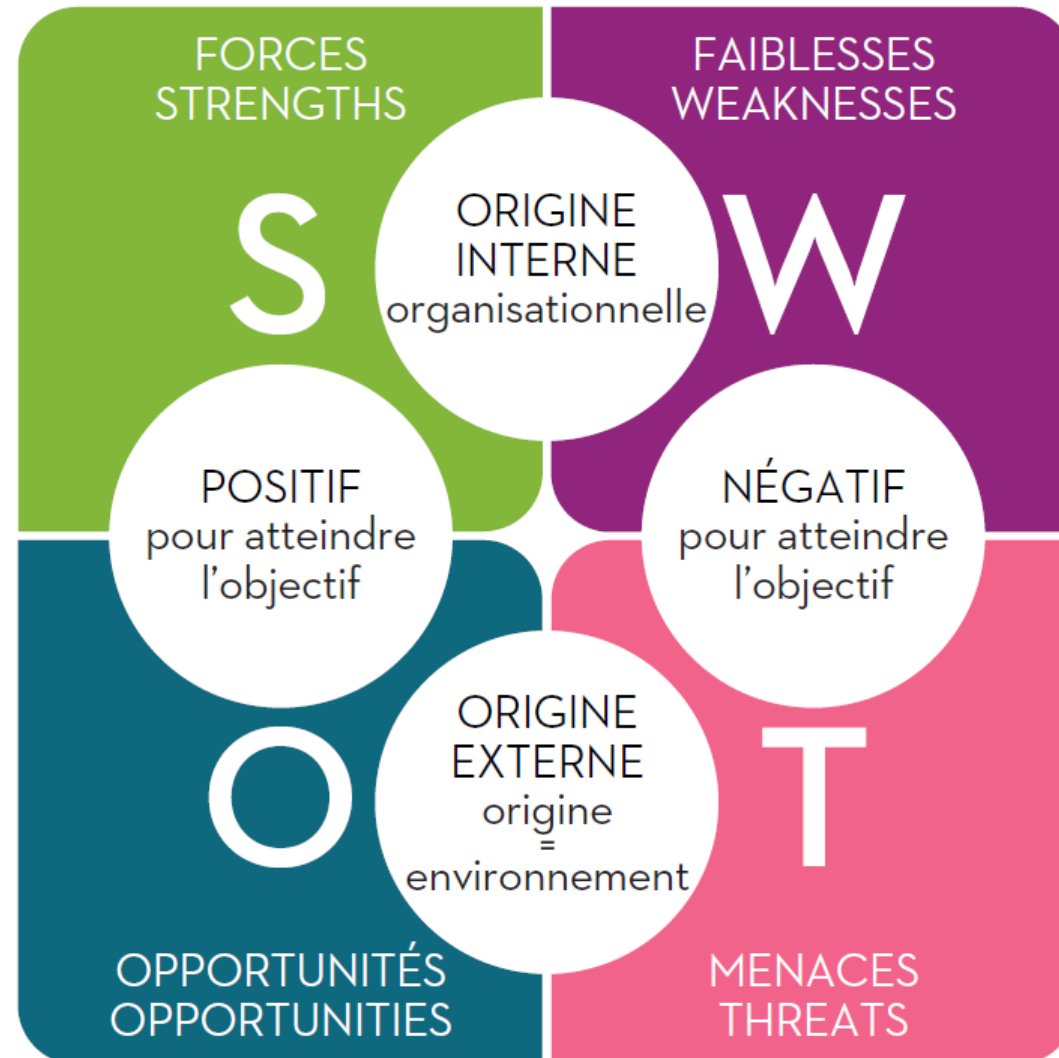 FORCES
STRENGTHS
FAIBLESSES
WEAKNESSES
S
ORIGINE
INTERNE
organisationnelle
W
POSITIF
pour atteindre
l'objectif
NÉGATIF
pour atteindre
l'objectif
O
ORIGINE
EXTERNE
origine
=
environnement
T
OPPORTUNITÉS
OPPORTUNITIES
MENACES
THREATS